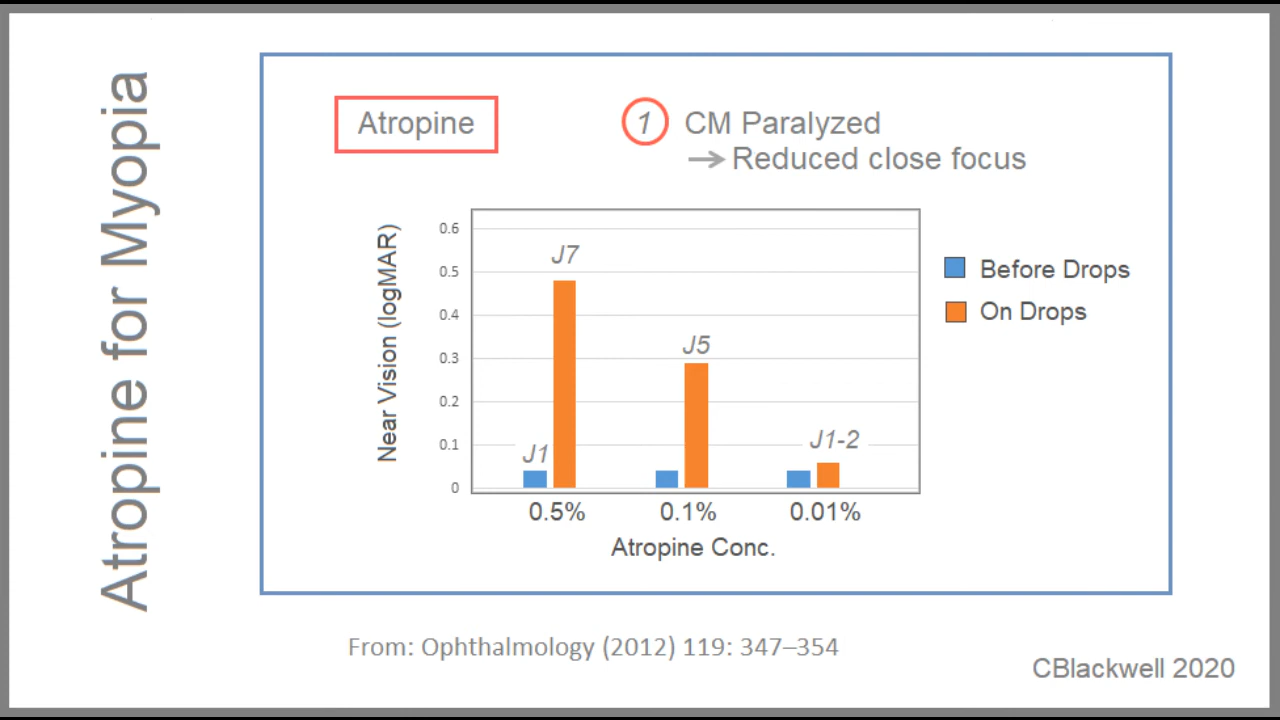 Atropine for Myopia
Atropine
1 CM Paralyzed
→ Reduced close focus
Near Vision (logMAR)
0.6
0.5
0.4
0.3
0.2
0.1
0
J1
J7
J5
J1-2
0.5%
0.1%
0.01%
Atropine Conc.
Before Drops
On Drops
From: Ophthalmology (2012) 119: 347–354
CBlackwell 2020